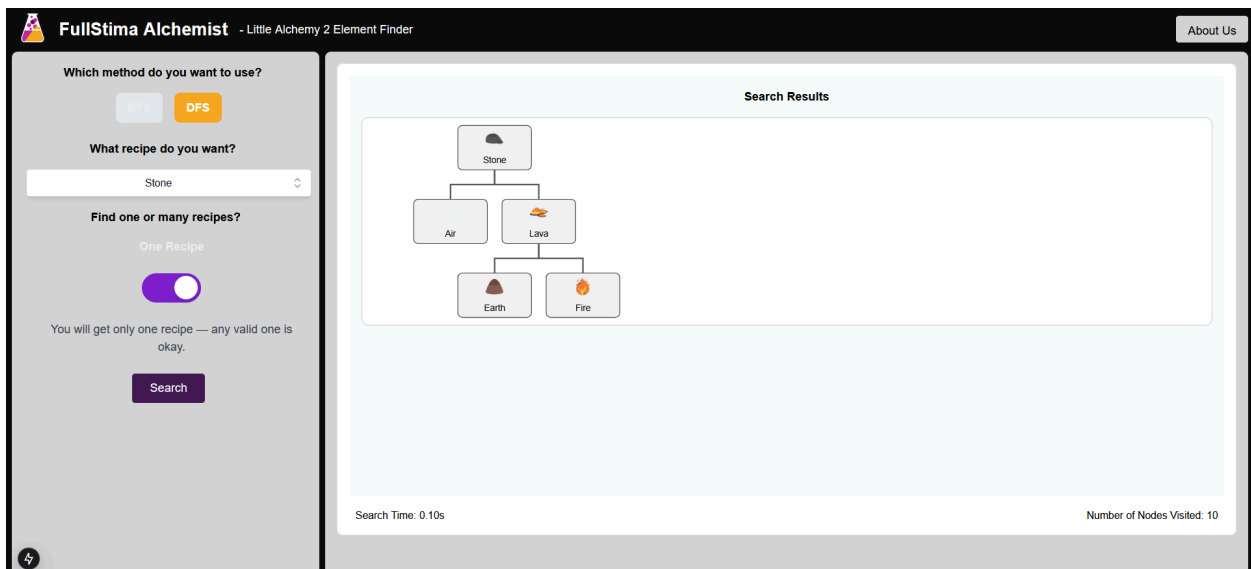 FullStima Alchemist - Little Alchemy 2 Element Finder
About Us
Which method do you want to use?
BFS DFS
What recipe do you want?
Stone
Find one or many recipes?
One Recipe
You will get only one recipe — any valid one is
okay.
Search
Search Results
Stone
Air Lava
Earth Fire
Search Time: 0.10s Number of Nodes Visited: 10